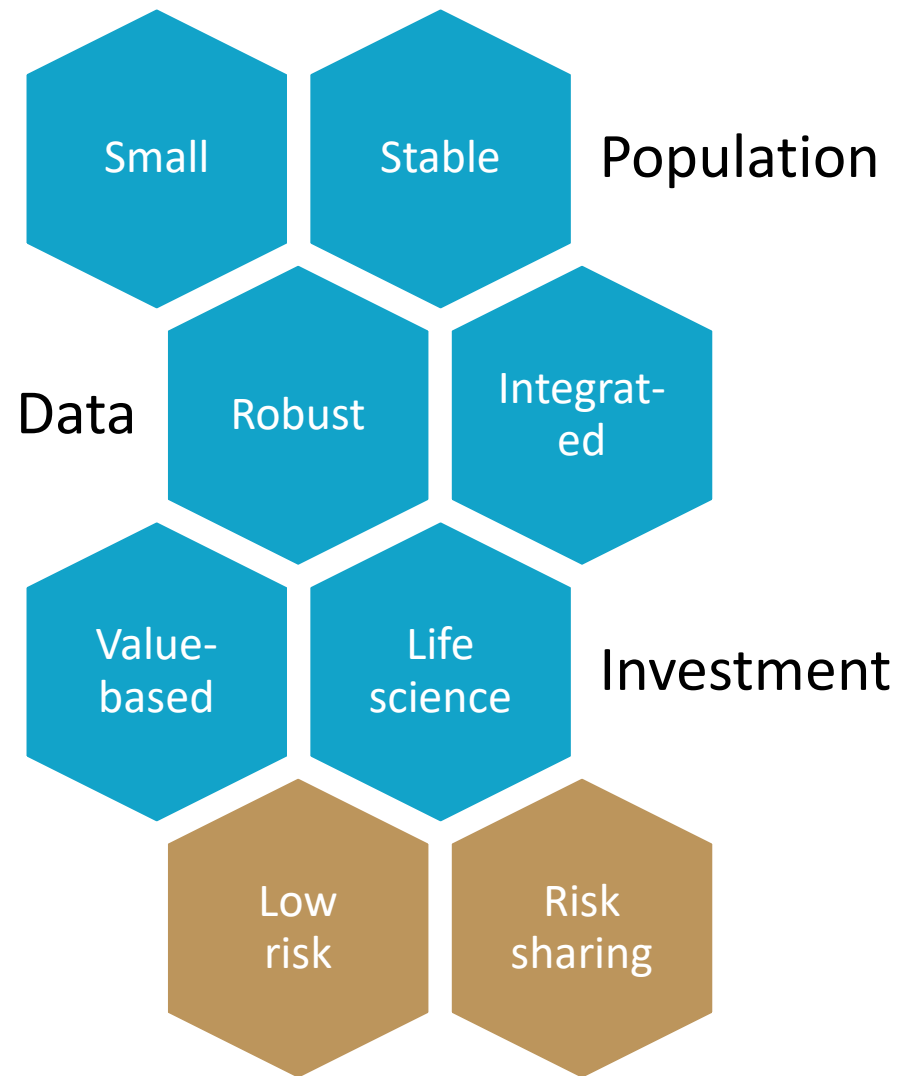 Small
Stable
Population
Data
Robust
Integrat-
ed
Value-
based
Life
science
Investment
Low
risk
Risk
sharing